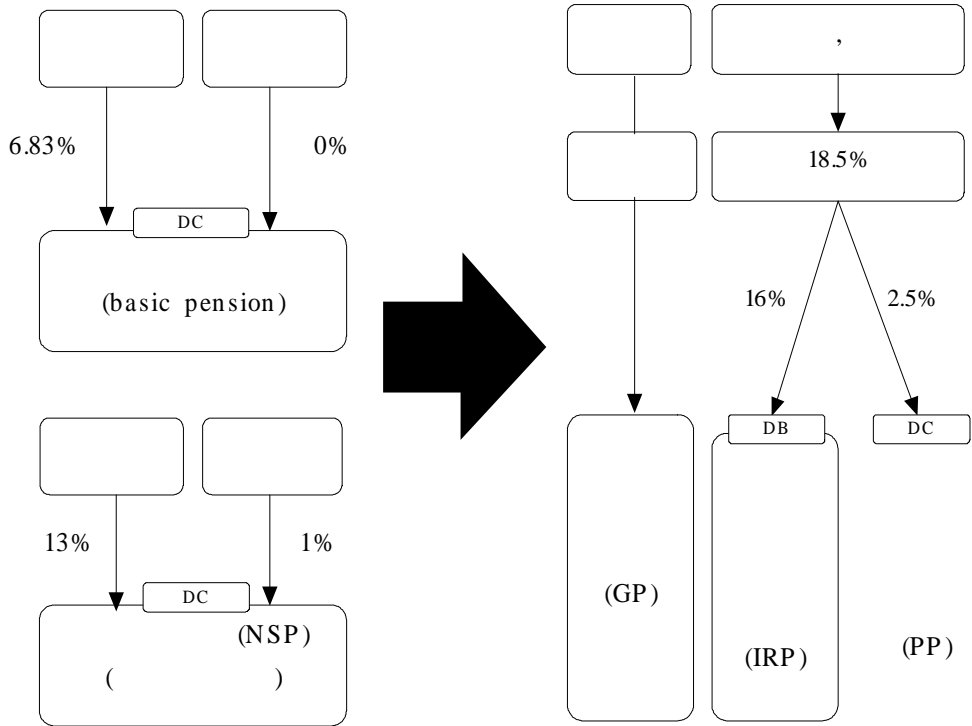 6.83%
0%
DC
(basic pension)
13%
1%
DC
(NSP)
( )
,
18.5%
16%
2.5%
DB
DC
(GP)
(IRP)
(PP)